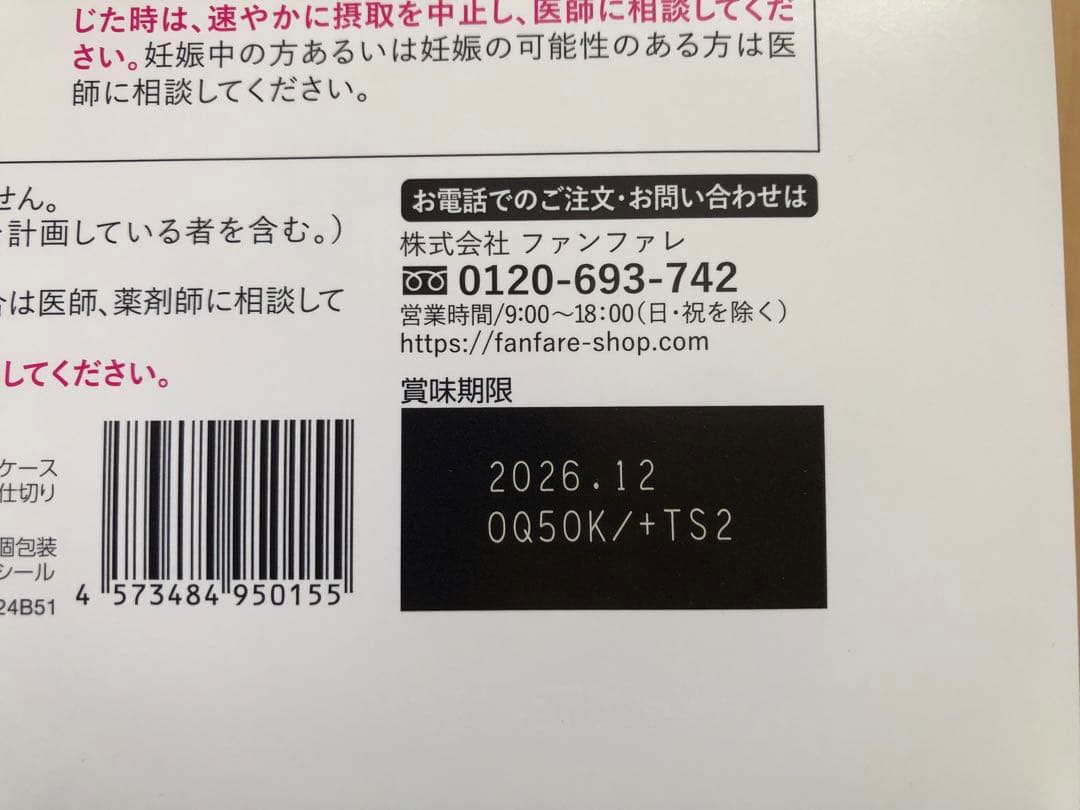 じた時は、速やかに摂取を中止し、医師に相談してくだ
さい。妊娠中の方あるいは妊娠の可能性のある方は医
師に相談してください。
せん。
計画している者を含む。)
は医師、薬剤師に相談して
してください。
お電話でのご注文・お問い合わせは
株式会社 ファンファレ
0120-693-742
営業時間/9:00〜18:00(日・祝を除く)
https://fanfare-shop.com
賞味期限
2026.12
0Q50K/+TS2
ケース
仕切り
個包装
シール
24B51
4 573484 950155